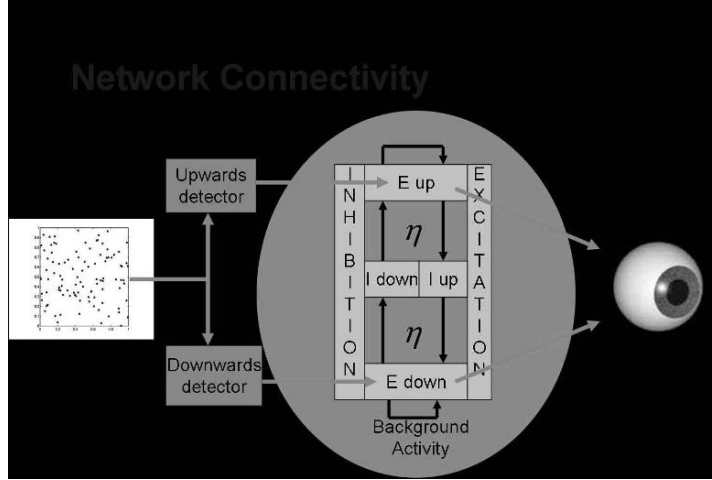 Network Connectivity
Upwards
detector
Downwards
detector
INHIBITION
EXCITATION
E up
η
I down
I up
η
E down
Background
Activity